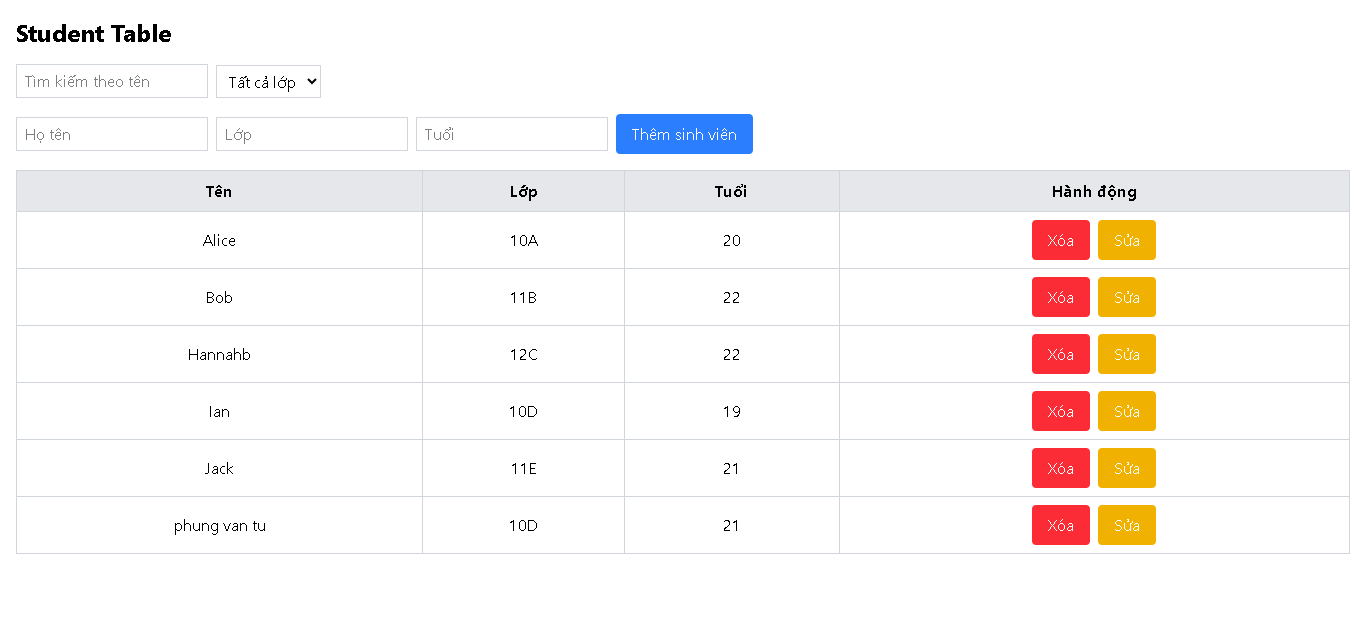 Student Table
Tìm kiếm theo tên Tất cả lớp
Họ tên Lớp Tuổi Thêm sinh viên
Tên Lớp Tuổi Hành động
Alice 10A 20 Xóa Sửa
Bob 11B 22 Xóa Sửa
Hannahb 12C 22 Xóa Sửa
Ian 10D 19 Xóa Sửa
Jack 11E 21 Xóa Sửa
phung van tu 10D 21 Xóa Sửa